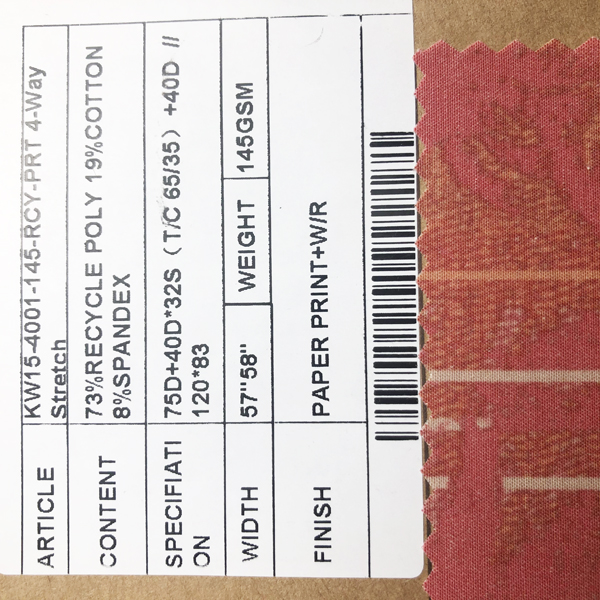 ARTICLE KW15-4001-145-RCY-PRT 4-Way
Stretch
CONTENT 73%RECYCLE POLY 19%COTTON
8%SPANDEX
SPECIFIATI 75D+40D*32S (T/C 65/35) +40D //
ON 120*83
WIDTH 57"58" WEIGHT 145GSM
FINISH PAPER PRINT+W/R